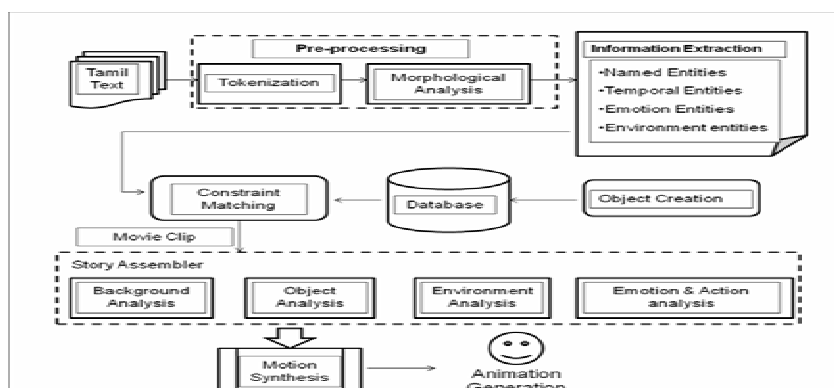 Pre-processing
Information Extraction
Tamil
Text
Tokenization
Morphological
Analysis
•Named Entities
•Temporal Entities
•Emotion Entities
•Environment entities
Constraint
Matching
Database
Object Creation
Movie Clip
Story Assembler
Background
Analysis
Object
Analysis
Environment
Analysis
Emotion & Action
analysis
Motion
Synthesis
Animation
Generation